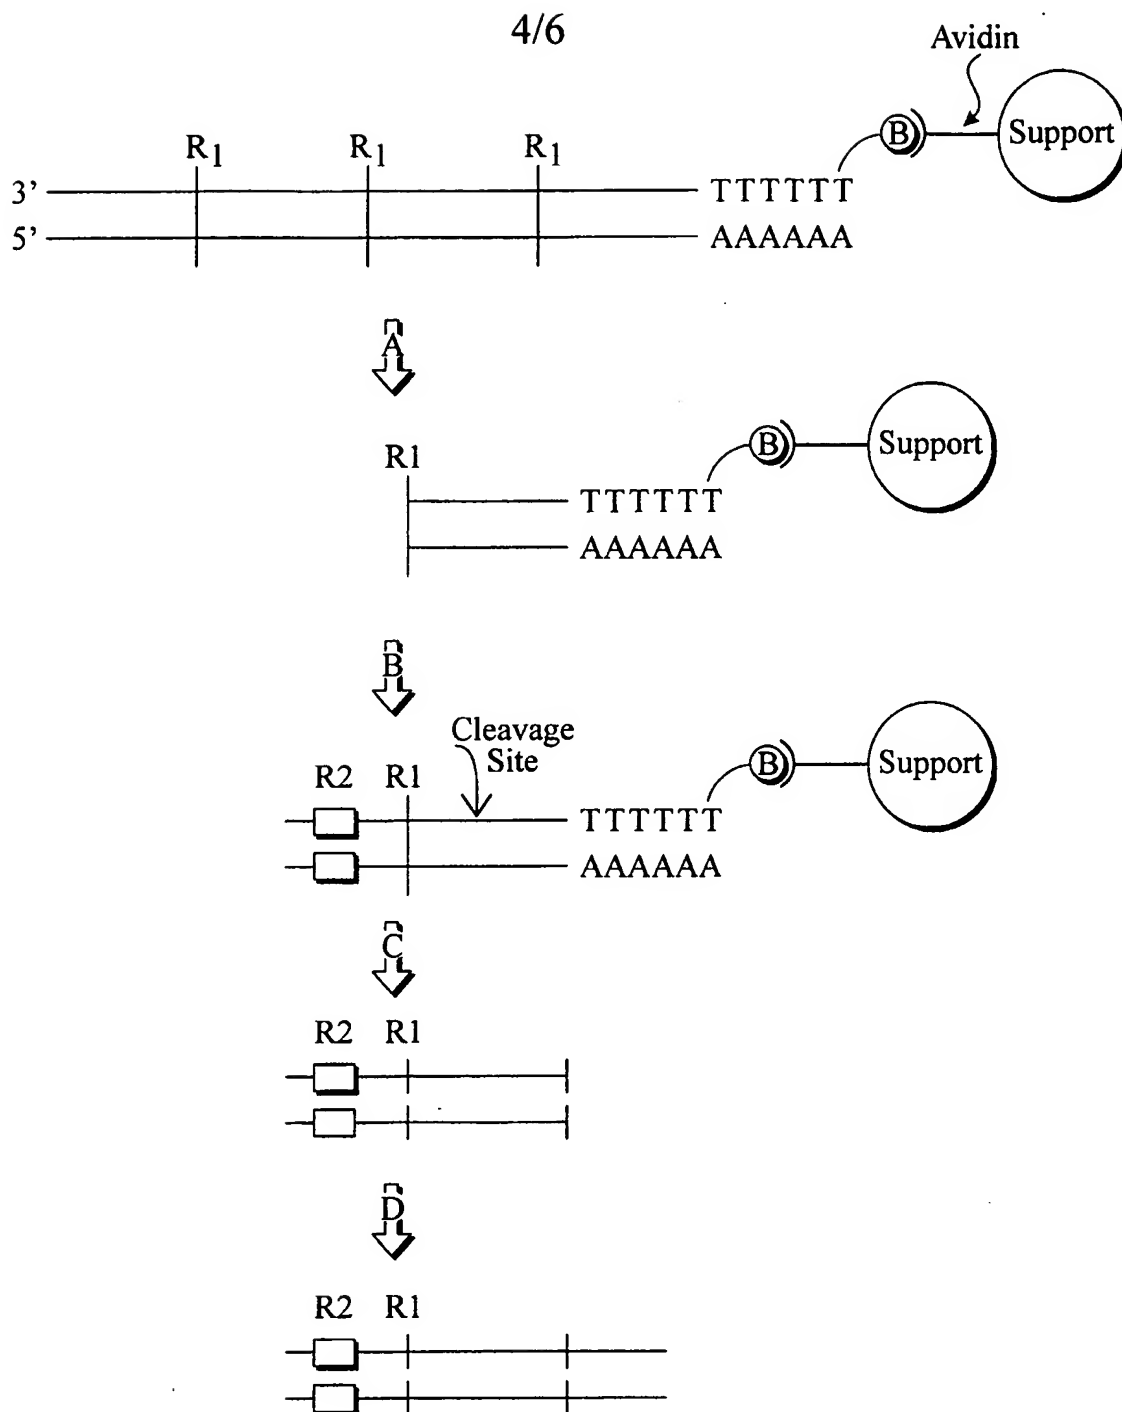 4/6
Avidin
B
Support
R1 R1 R1
3' TTTTTT
5' AAAAAA
A
R1
B
Support
TTTTTT
AAAAAA
B
Cleavage
Site
R2 R1
B
Support
TTTTTT
AAAAAA
C
R2 R1
D
R2 R1